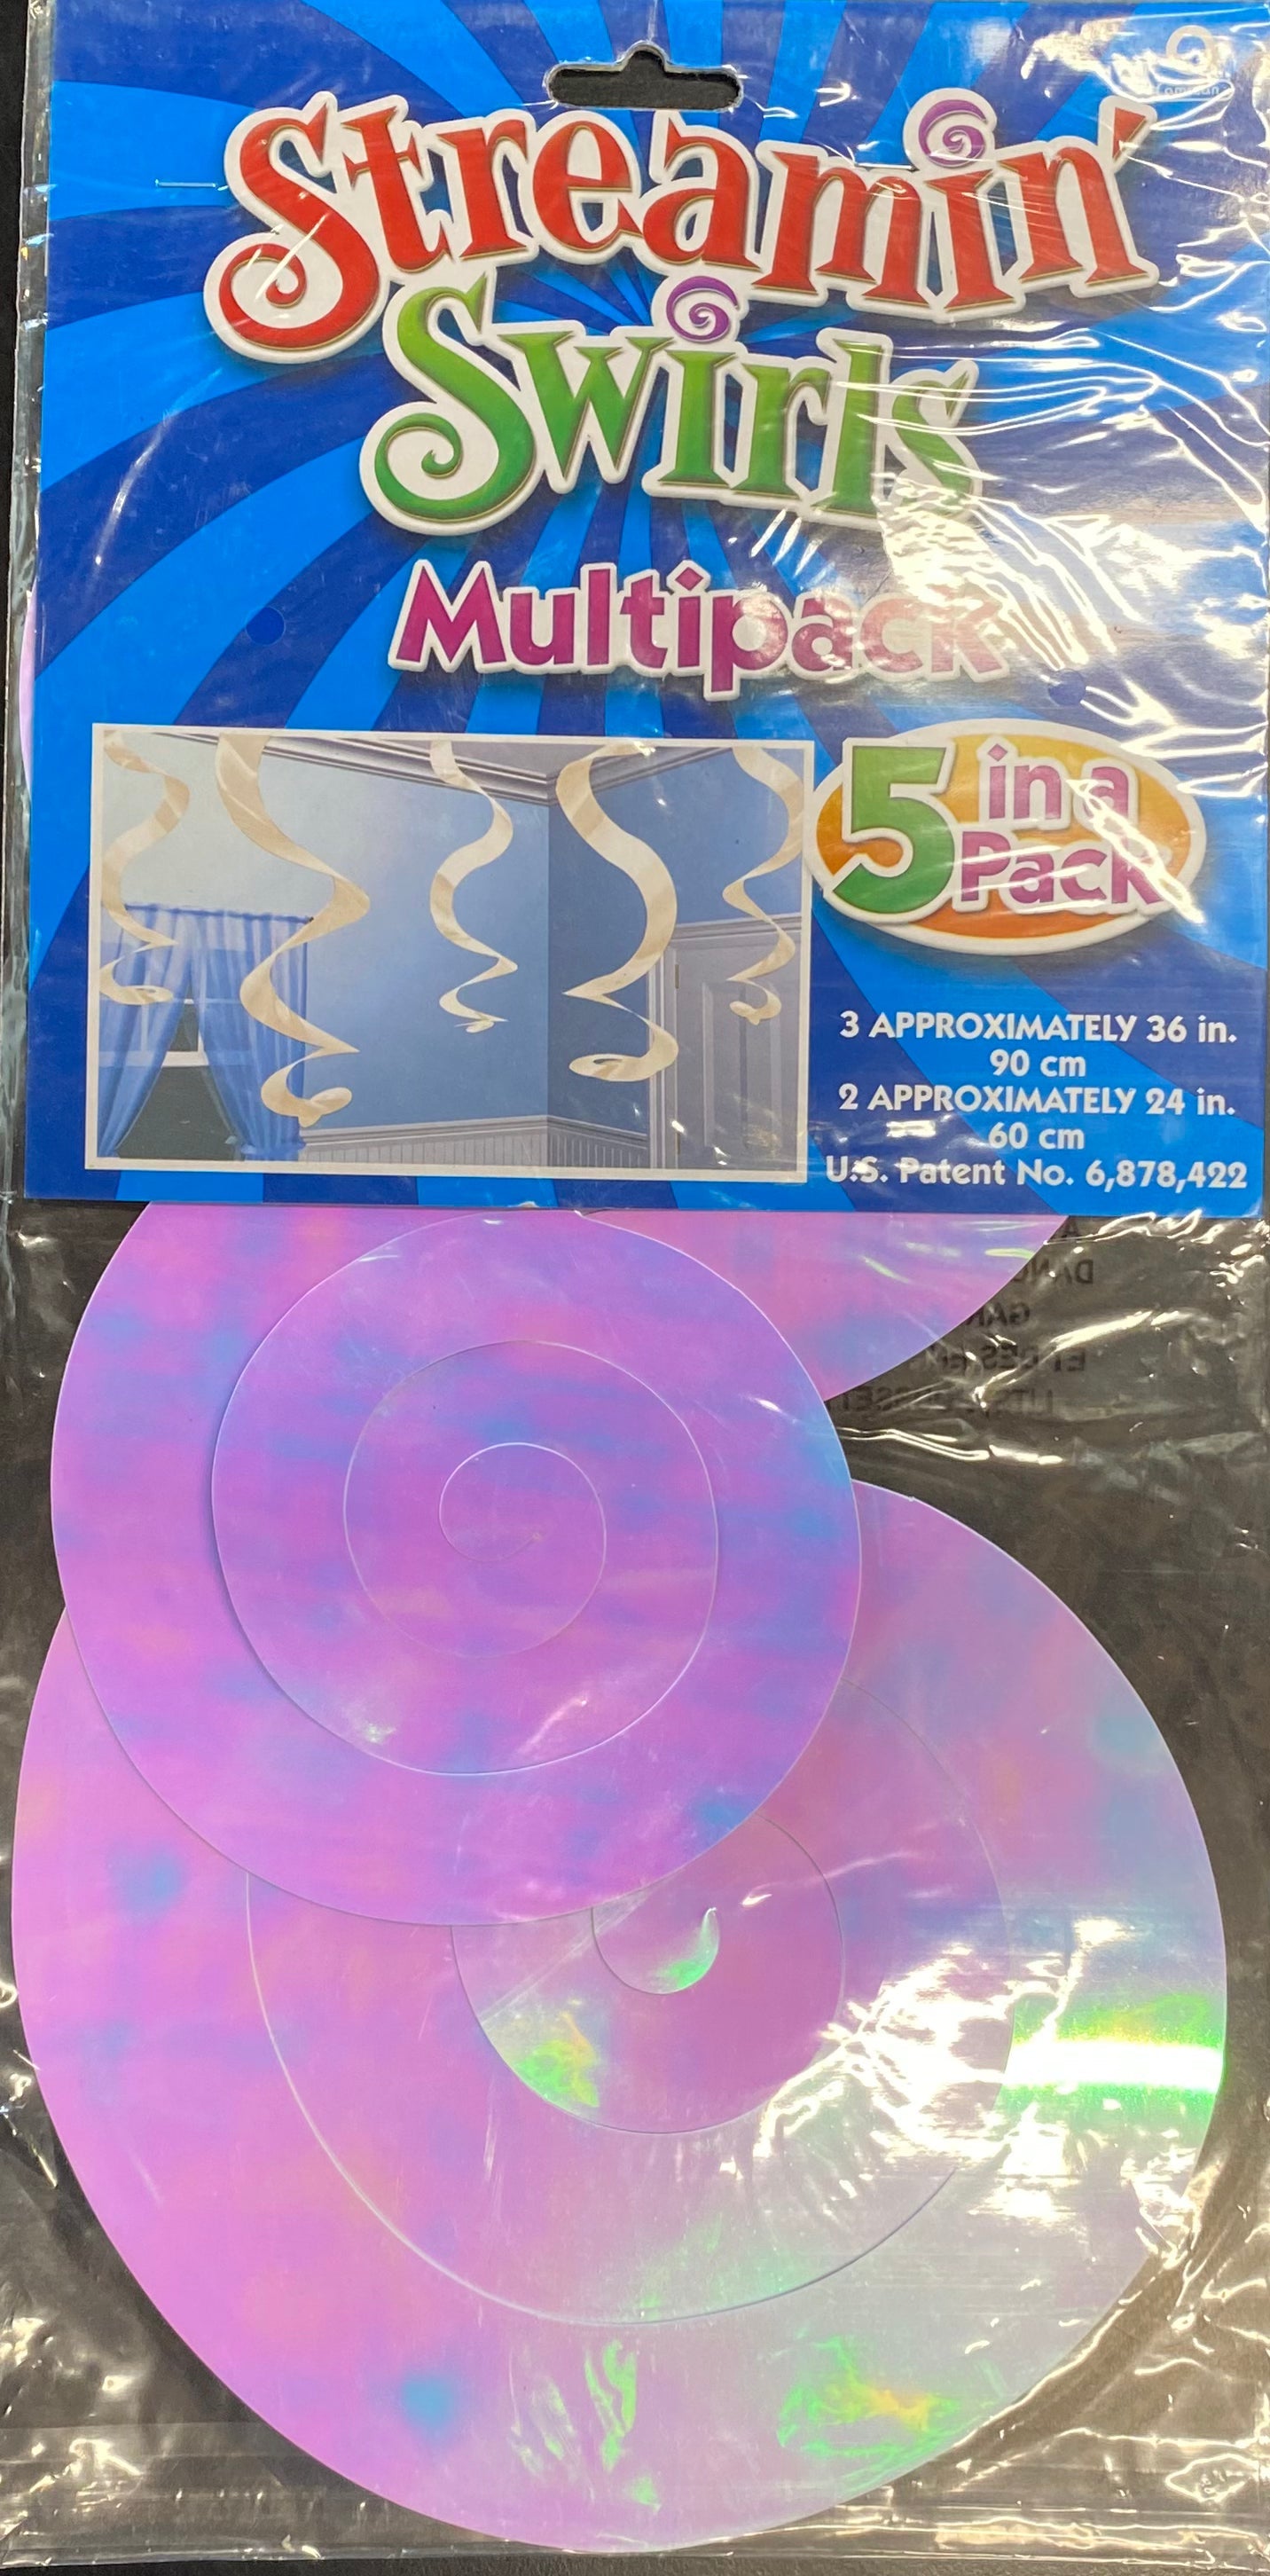 amscan
Streamin'
Swirls
Multipack
5 in a
Pack
3 APPROXIMATELY 36 in.
90 cm
2 APPROXIMATELY 24 in.
60 cm
U.S. Patent No. 6,878,422